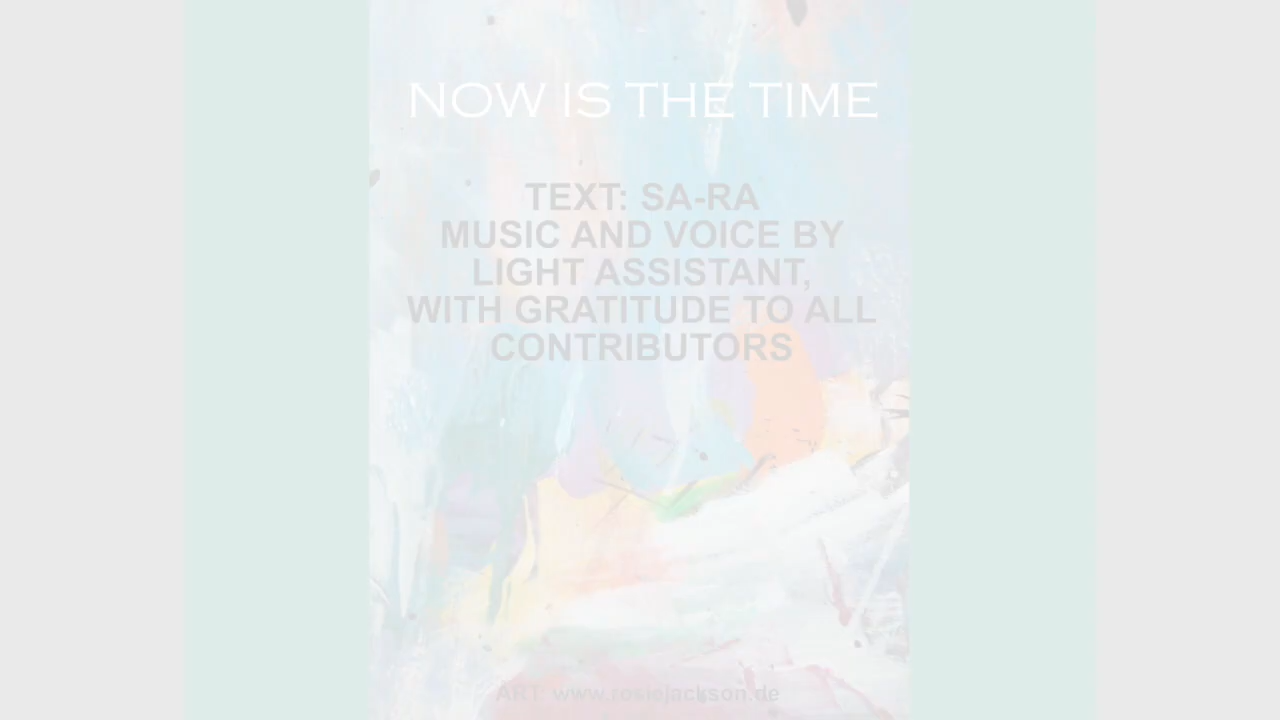 NOW IS THE TIME
TEXT: SA-RA
MUSIC AND VOICE BY
LIGHT ASSISTANT,
WITH GRATITUDE TO ALL
CONTRIBUTORS
ART: www.rosiejackson.de